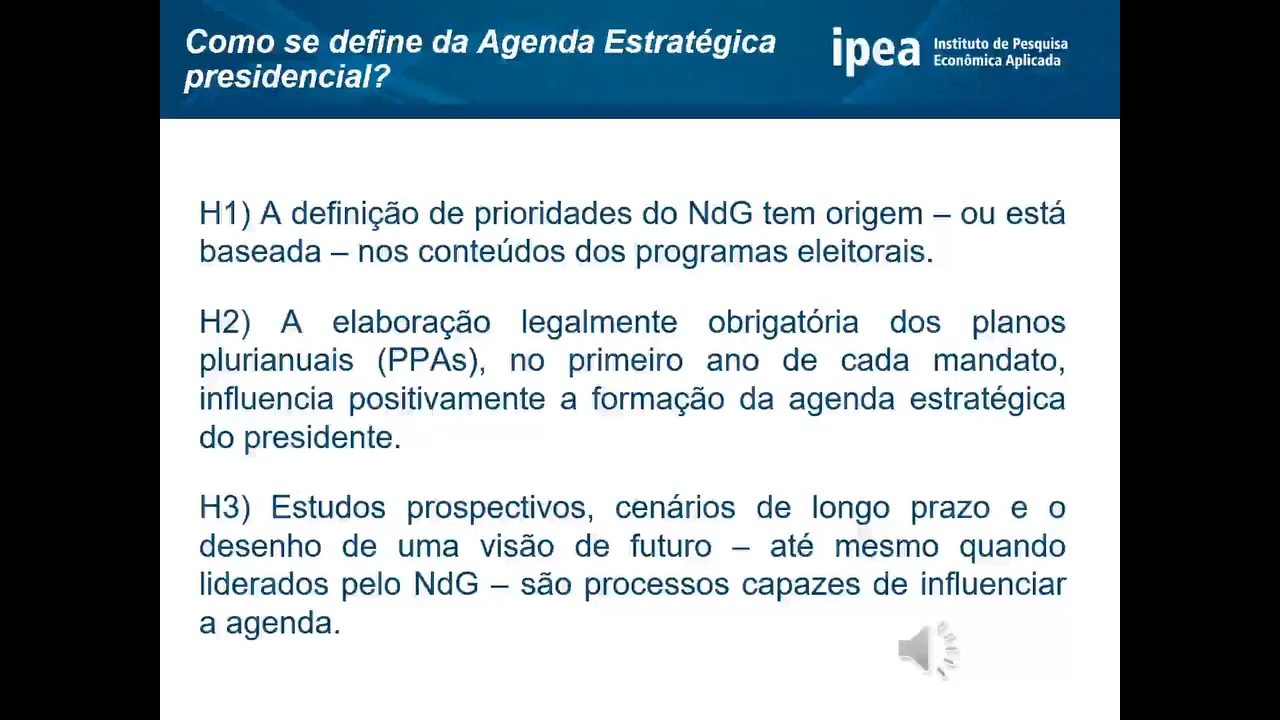 Como se define da Agenda Estratégica
presidencial?
ipea Instituto de Pesquisa
Econômica Aplicada
H1) A definição de prioridades do NdG tem origem – ou está
baseada – nos conteúdos dos programas eleitorais.
H2) A elaboração legalmente obrigatória dos planos
plurianuais (PPAs), no primeiro ano de cada mandato,
influencia positivamente a formação da agenda estratégica
do presidente.
H3) Estudos prospectivos, cenários de longo prazo e o
desenho de uma visão de futuro – até mesmo quando
liderados pelo NdG – são processos capazes de influenciar
a agenda.